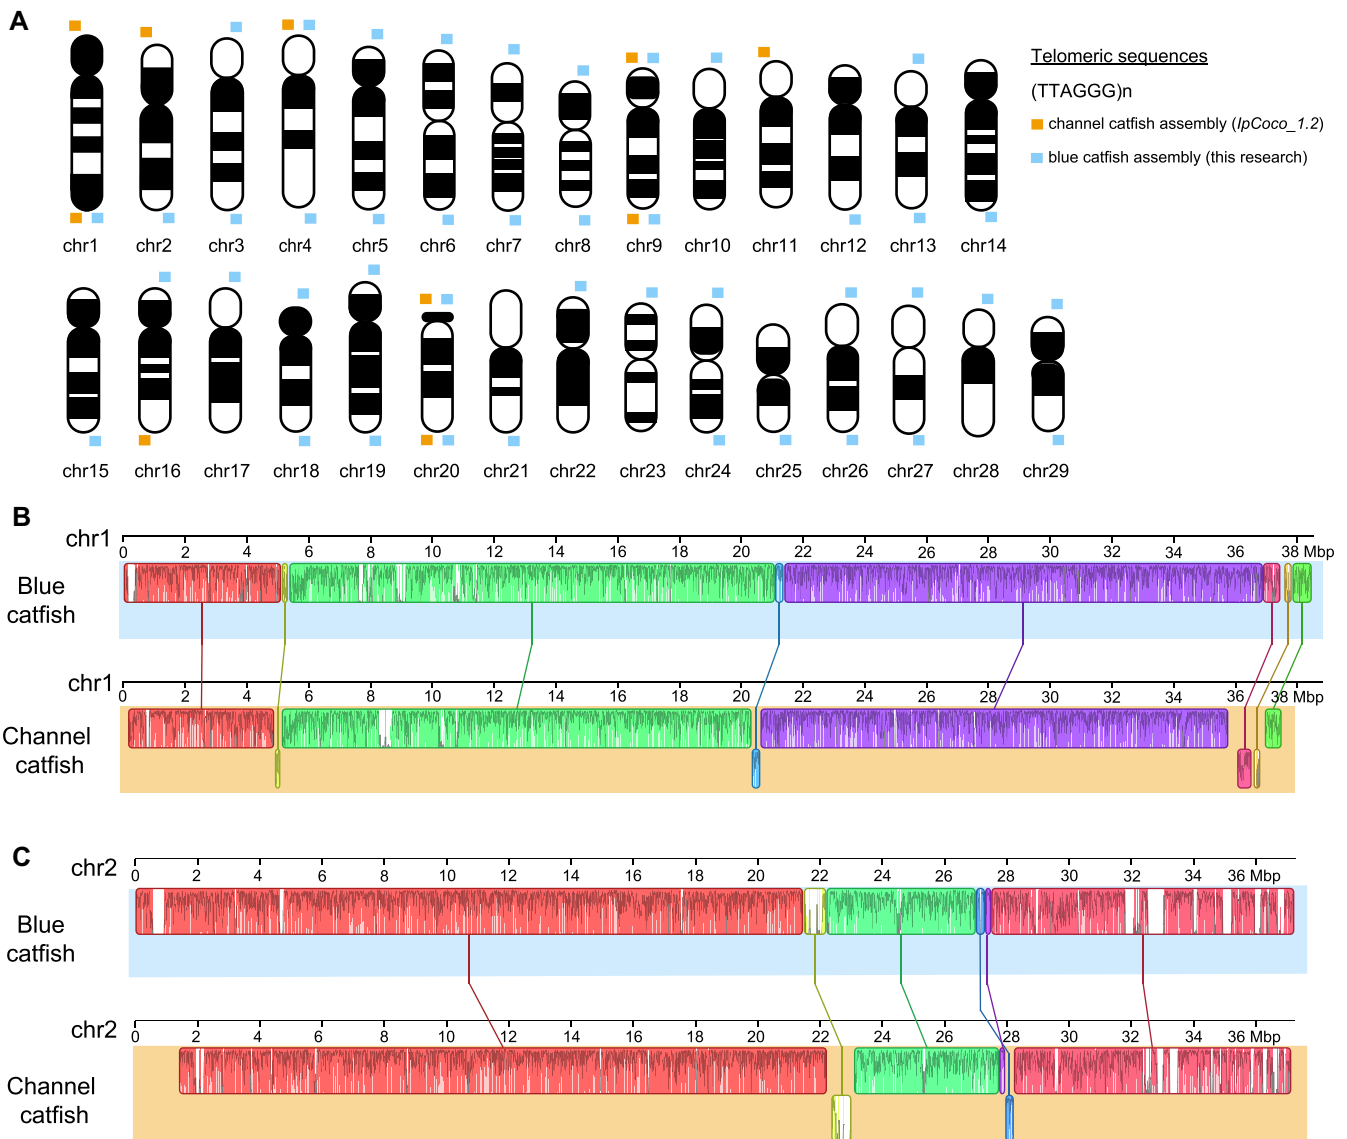 A
Telomeric sequences
(TTAGGG)n
channel catfish assembly (IpCoco_1.2)
blue catfish assembly (this research)
chr1 chr2 chr3 chr4 chr5 chr6 chr7 chr8 chr9 chr10 chr11 chr12 chr13 chr14
chr15 chr16 chr17 chr18 chr19 chr20 chr21 chr22 chr23 chr24 chr25 chr26 chr27 chr28 chr29
B
chr1
0 2 4 6 8 10 12 14 16 18 20 22 24 26 28 30 32 34 36 38 Mbp
Blue
catfish
chr1
0 2 4 6 8 10 12 14 16 18 20 22 24 26 28 30 32 34 36 38 Mbp
Channel
catfish
C
chr2
0 2 4 6 8 10 12 14 16 18 20 22 24 26 28 30 32 34 36 Mbp
Blue
catfish
chr2
0 2 4 6 8 10 12 14 16 18 20 22 24 26 28 30 32 34 36 Mbp
Channel
catfish